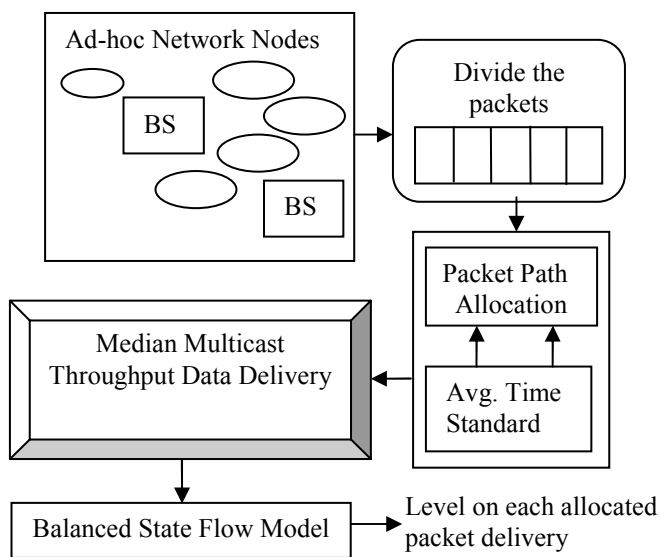 Ad-hoc Network Nodes
BS
BS
Divide the
packets
Packet Path
Allocation
Avg. Time
Standard
Median Multicast
Throughput Data Delivery
Balanced State Flow Model
Level on each allocated
packet delivery